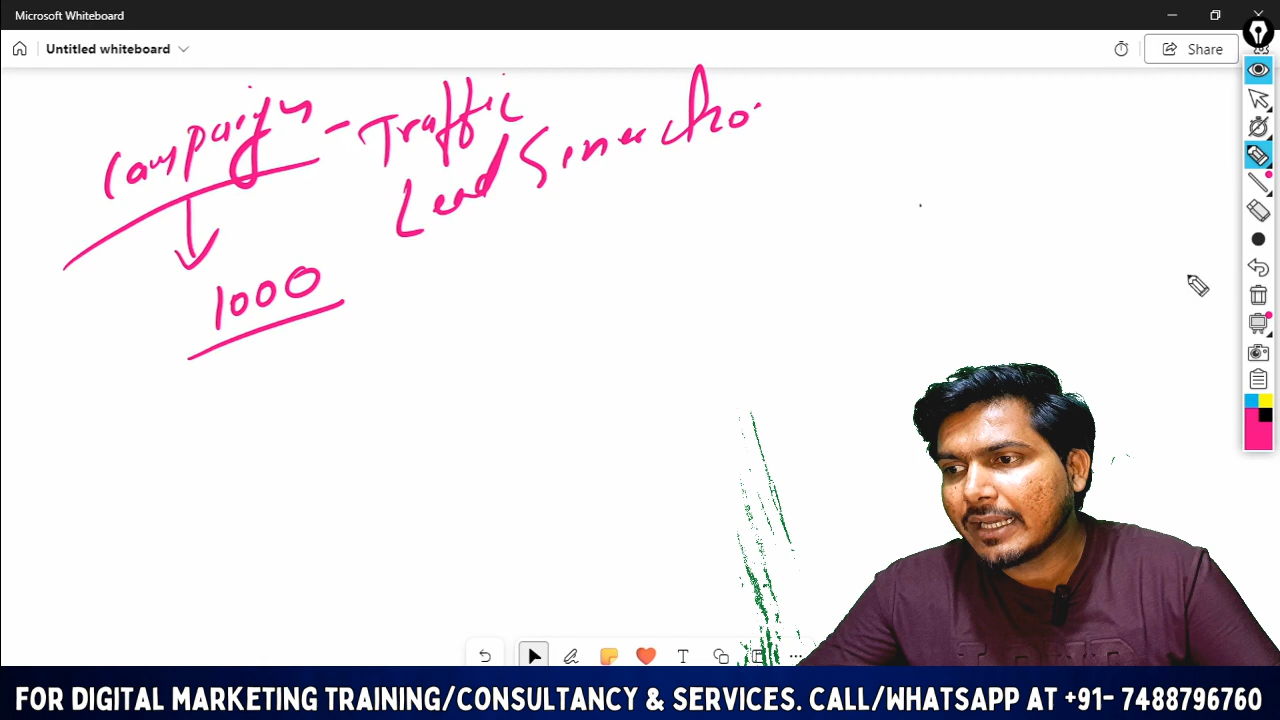 Microsoft Whiteboard
Untitled whiteboard
Share
Campaign - Traffic
Lead Generation
1000
FOR DIGITAL MARKETING TRAINING/CONSULTANCY & SERVICES. CALL/WHATSAPP AT +91- 7488796760